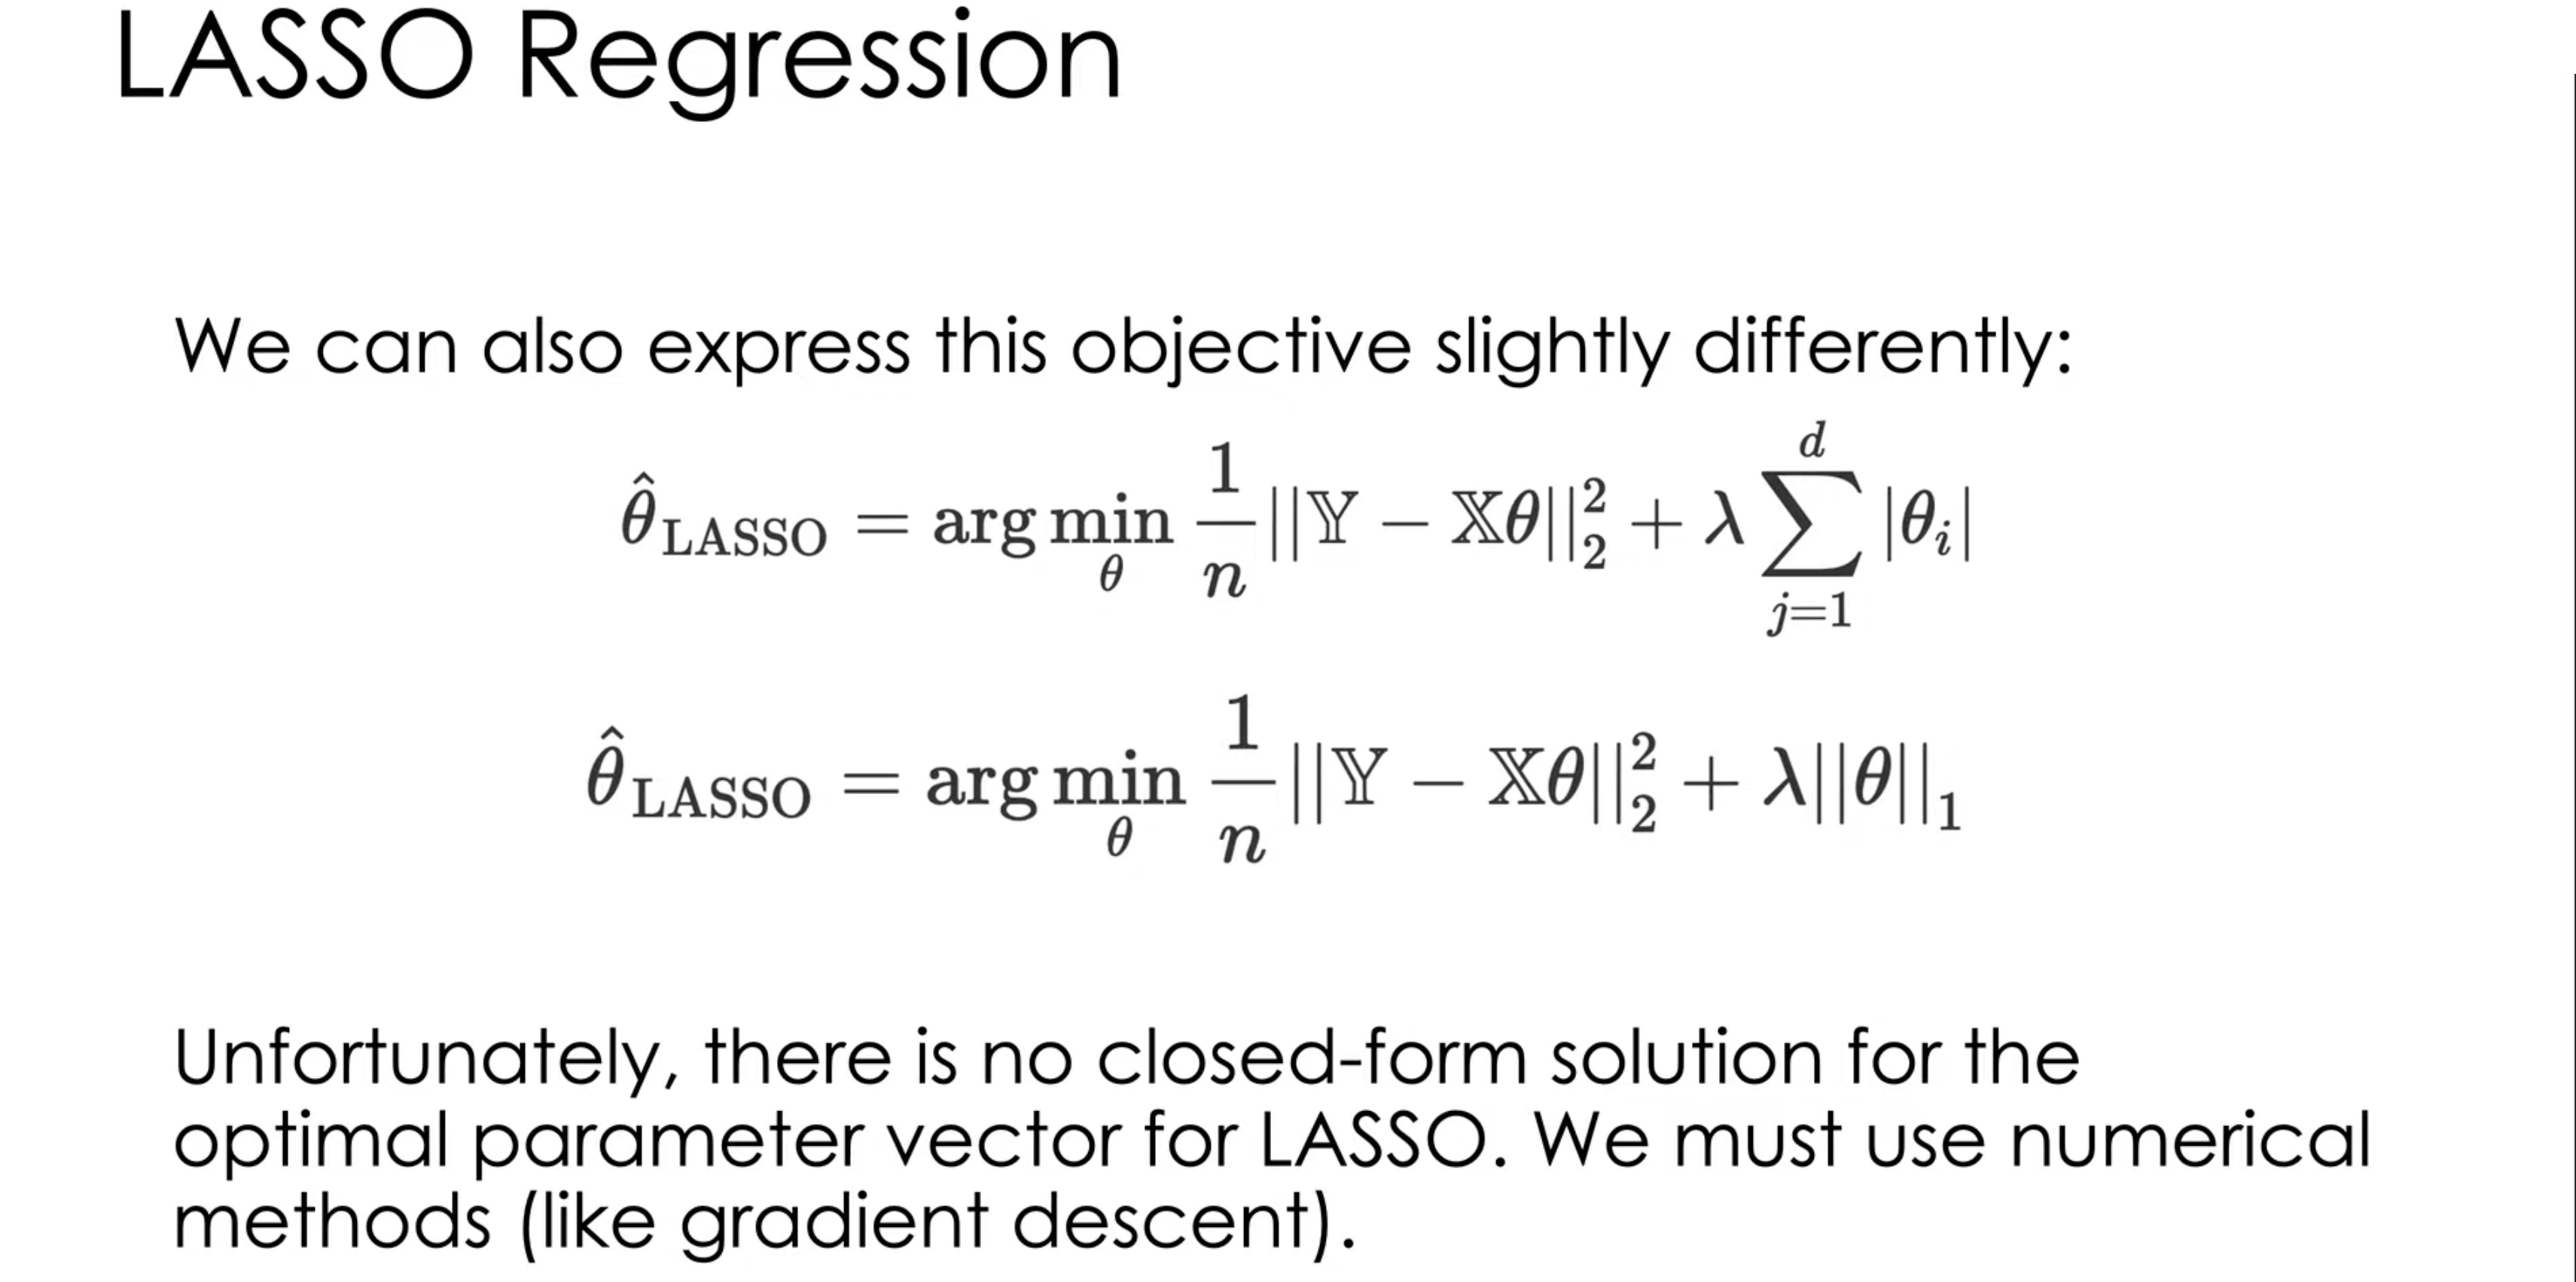 LASSO Regression
We can also express this objective slightly differently:
$\hat{\theta}_{\text{LASSO}} = \arg\min_{\theta} \frac{1}{n} ||\mathbb{Y} - \mathbb{X}\theta||_2^2 + \lambda \sum_{j=1}^{d} |\theta_i|$
$\hat{\theta}_{\text{LASSO}} = \arg\min_{\theta} \frac{1}{n} ||\mathbb{Y} - \mathbb{X}\theta||_2^2 + \lambda ||\theta||_1$
Unfortunately, there is no closed-form solution for the
optimal parameter vector for LASSO. We must use numerical
methods (like gradient descent).